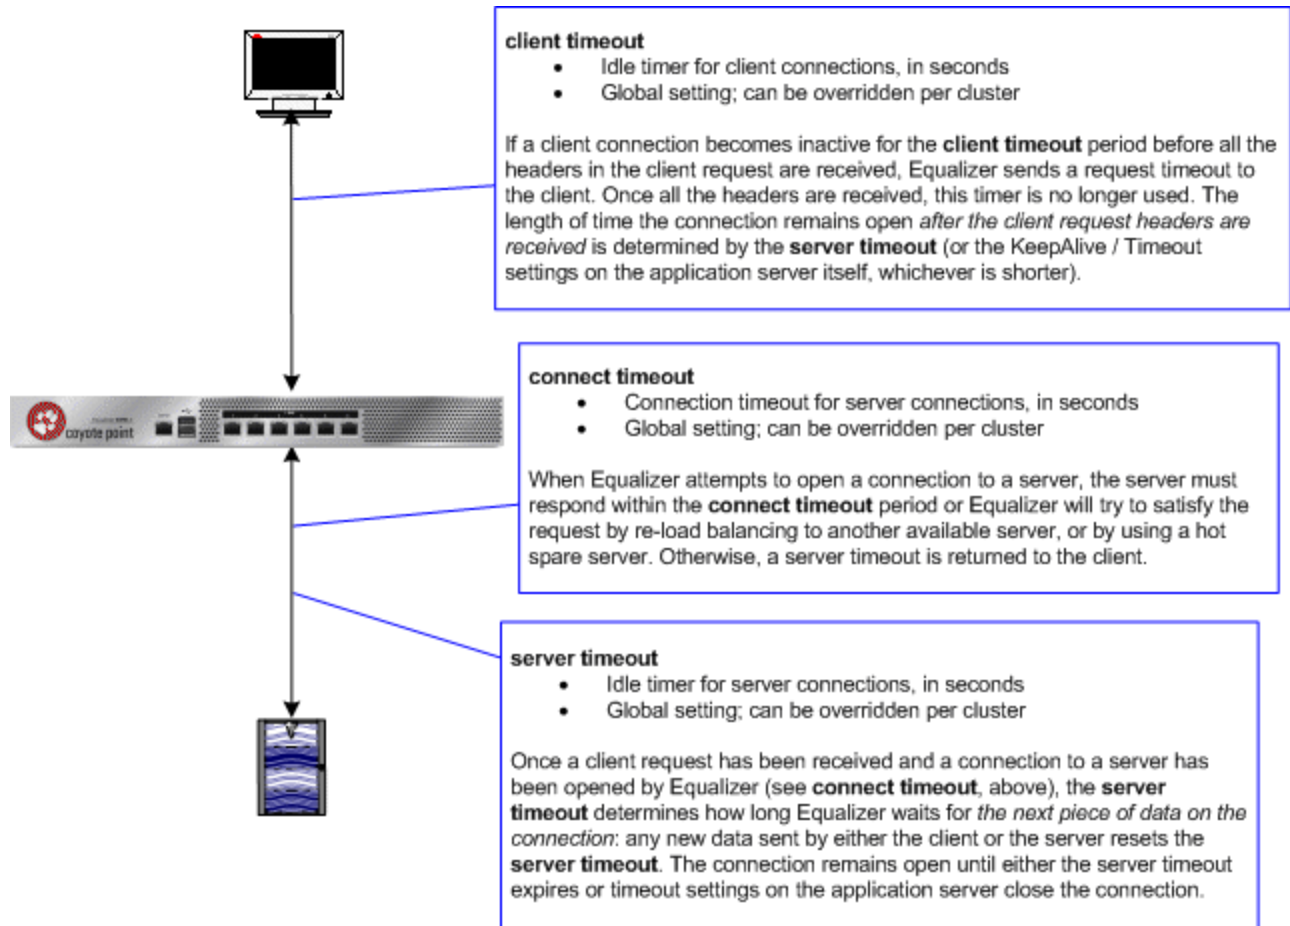 client timeout
• Idle timer for client connections, in seconds
• Global setting; can be overridden per cluster
If a client connection becomes inactive for the client timeout period before all the
headers in the client request are received, Equalizer sends a request timeout to
the client. Once all the headers are received, this timer is no longer used. The
length of time the connection remains open after the client request headers are
received is determined by the server timeout (or the KeepAlive / Timeout
settings on the application server itself, whichever is shorter).
coyote point
connect timeout
• Connection timeout for server connections, in seconds
• Global setting; can be overridden per cluster
When Equalizer attempts to open a connection to a server, the server must
respond within the connect timeout period or Equalizer will try to satisfy the
request by re-load balancing to another available server, or by using a hot
spare server. Otherwise, a server timeout is returned to the client.
server timeout
• Idle timer for server connections, in seconds
• Global setting; can be overridden per cluster
Once a client request has been received and a connection to a server has
been opened by Equalizer (see connect timeout, above), the server
timeout determines how long Equalizer waits for the next piece of data on the
connection: any new data sent by either the client or the server resets the
server timeout. The connection remains open until either the server timeout
expires or timeout settings on the application server close the connection.